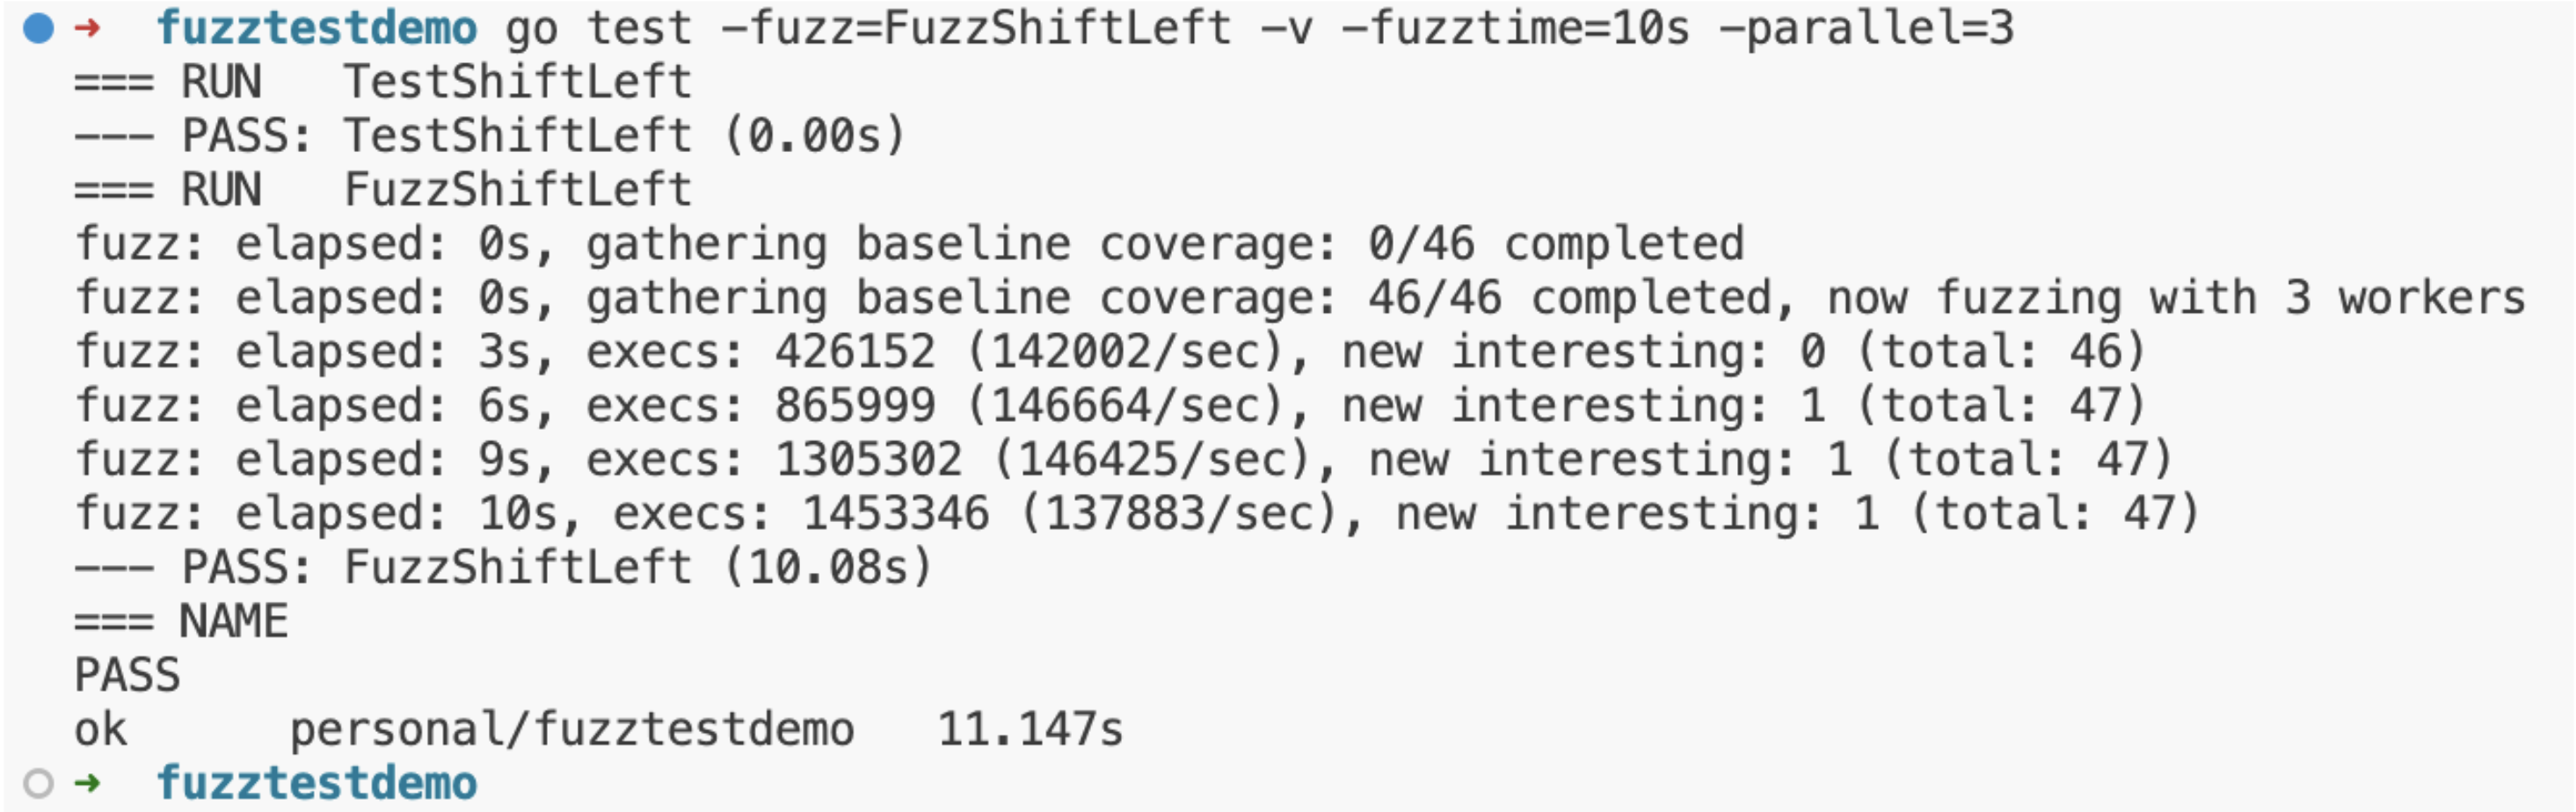 ➜  fuzztestdemo go test -fuzz=FuzzShiftLeft -v -fuzztime=10s -parallel=3
=== RUN   TestShiftLeft
--- PASS: TestShiftLeft (0.00s)
=== RUN   FuzzShiftLeft
fuzz: elapsed: 0s, gathering baseline coverage: 0/46 completed
fuzz: elapsed: 0s, gathering baseline coverage: 46/46 completed, now fuzzing with 3 workers
fuzz: elapsed: 3s, execs: 426152 (142002/sec), new interesting: 0 (total: 46)
fuzz: elapsed: 6s, execs: 865999 (146664/sec), new interesting: 1 (total: 47)
fuzz: elapsed: 9s, execs: 1305302 (146425/sec), new interesting: 1 (total: 47)
fuzz: elapsed: 10s, execs: 1453346 (137883/sec), new interesting: 1 (total: 47)
--- PASS: FuzzShiftLeft (10.08s)
=== NAME
PASS
ok      personal/fuzztestdemo   11.147s
➜  fuzztestdemo